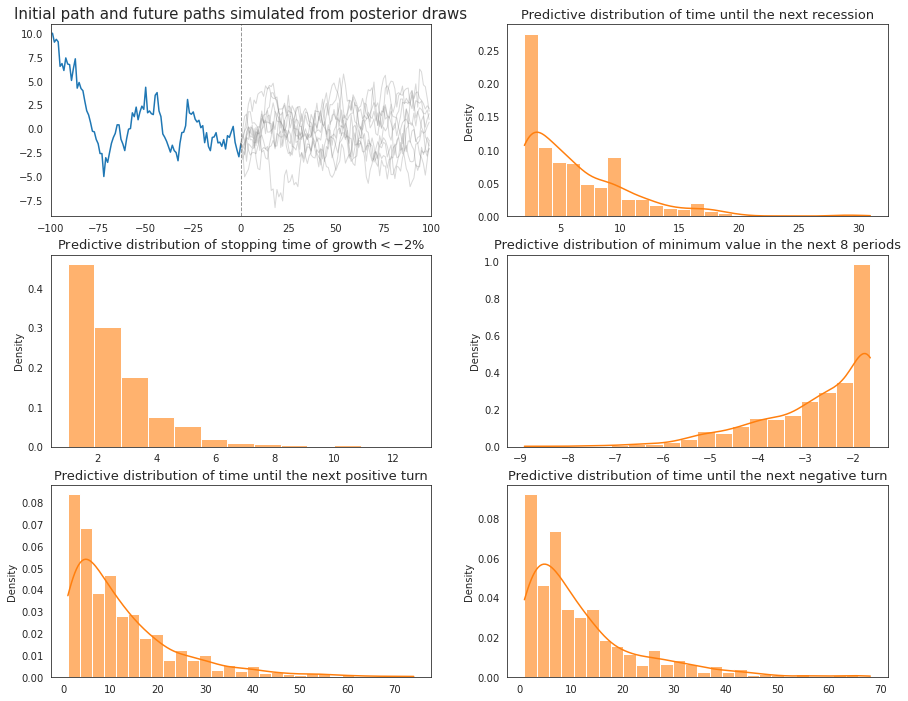 Initial path and future paths simulated from posterior draws
10.0
7.5
5.0
2.5
0.0
−2.5
−5.0
−7.5
−100 −75 −50 −25 0 25 50 75 100
Predictive distribution of time until the next recession
Density
0.25
0.20
0.15
0.10
0.05
0.00
5 10 15 20 25 30
Predictive distribution of stopping time of growth < −2%
Density
0.4
0.3
0.2
0.1
0.0
2 4 6 8 10 12
Predictive distribution of minimum value in the next 8 periods
Density
1.0
0.8
0.6
0.4
0.2
0.0
−9 −8 −7 −6 −5 −4 −3 −2
Predictive distribution of time until the next positive turn
Density
0.08
0.07
0.06
0.05
0.04
0.03
0.02
0.01
0.00
0 10 20 30 40 50 60 70
Predictive distribution of time until the next negative turn
Density
0.08
0.06
0.04
0.02
0.00
0 10 20 30 40 50 60 70